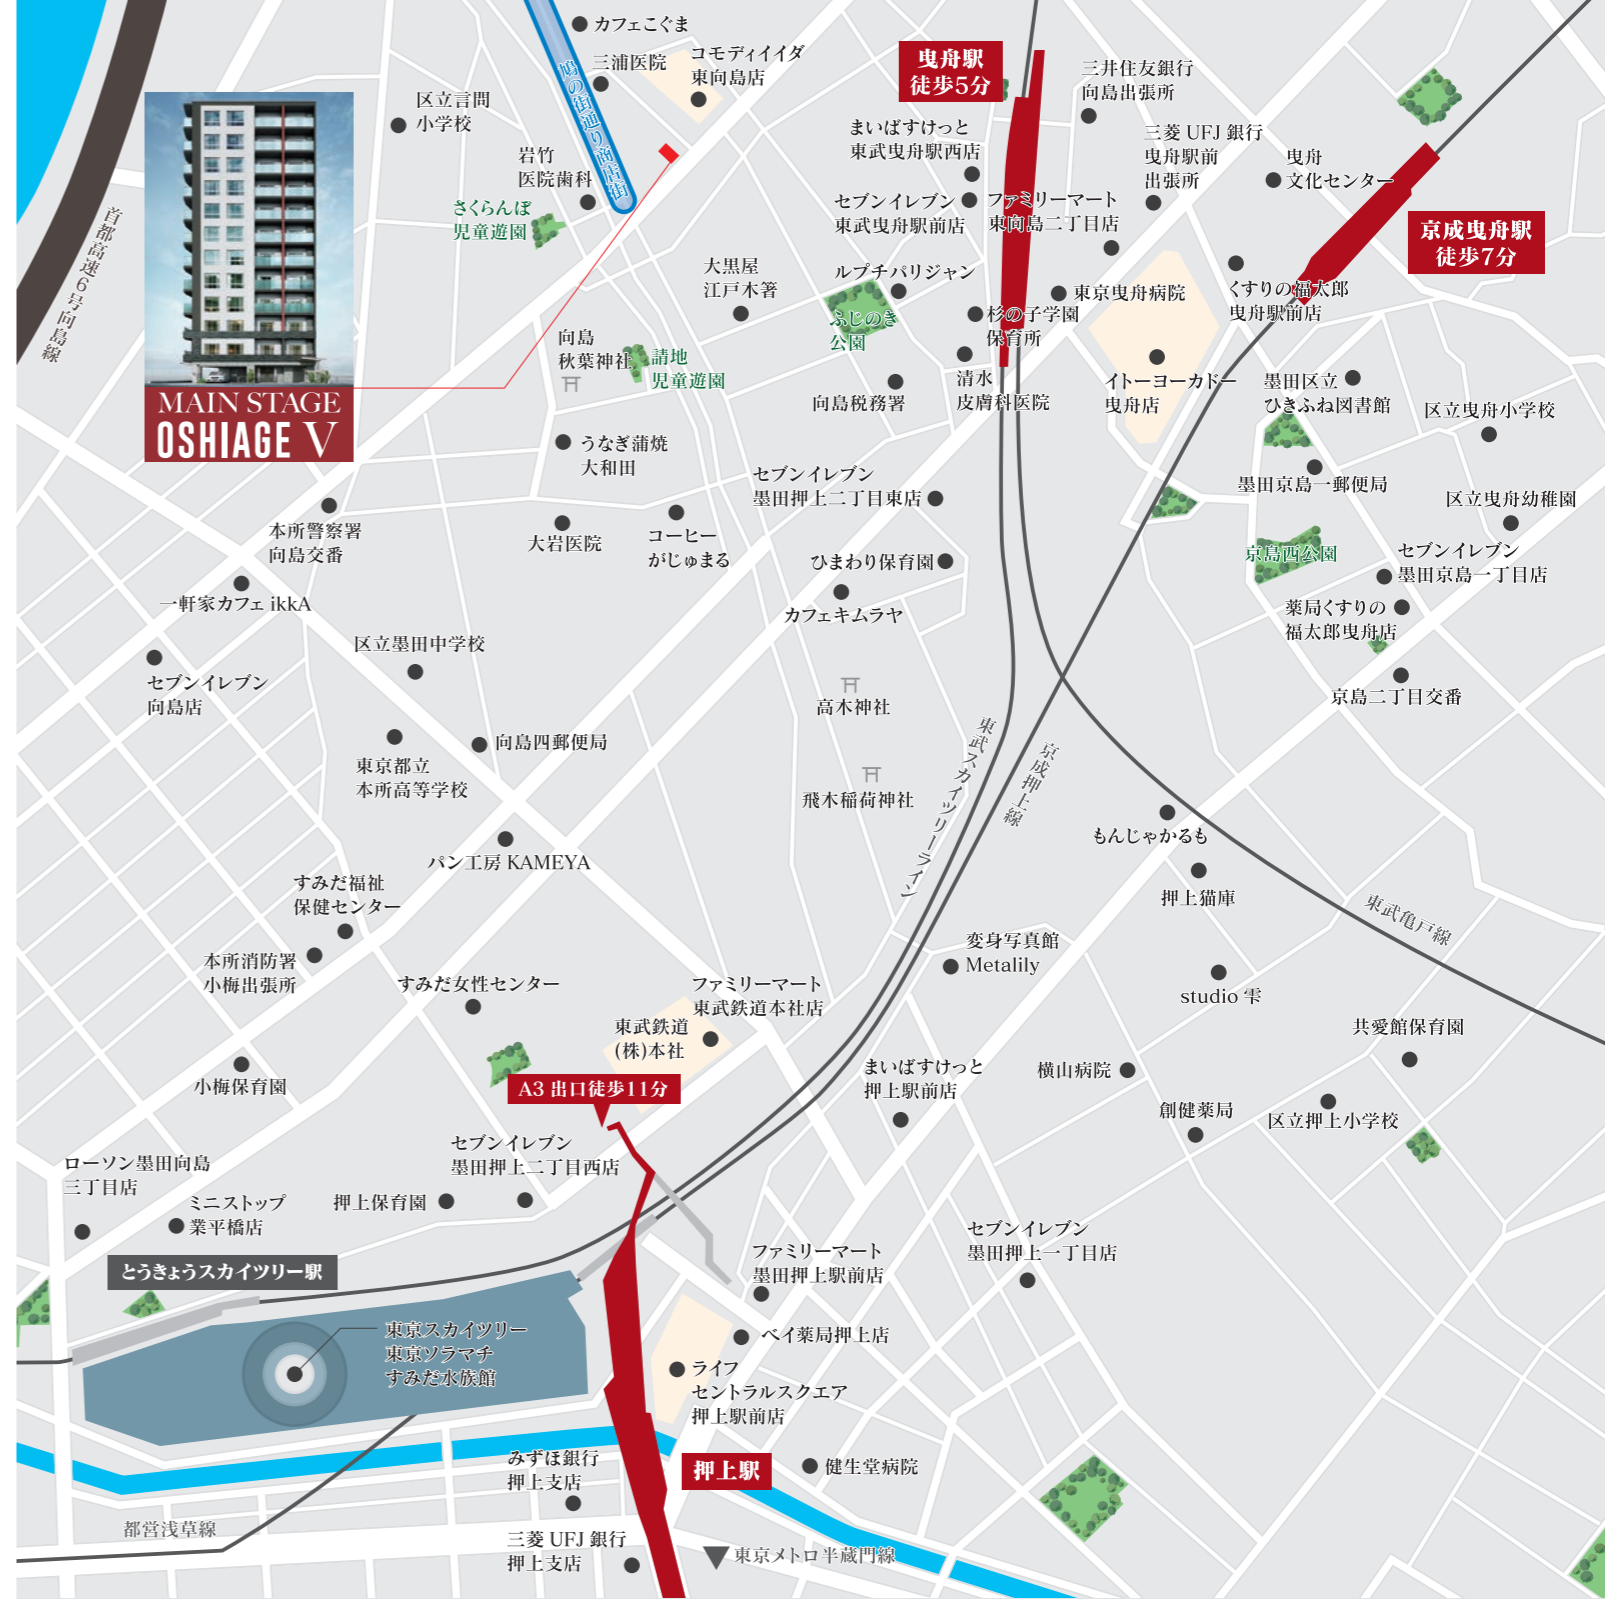 カフェこぐま
三浦医院
コモディイイダ
東向島店
鳩の街通り商店街
区立言問
小学校
岩竹
医院歯科
さくらんぼ
児童遊園
曳舟駅
徒歩5分
三井住友銀行
向島出張所
まいばすけっと
東武曳舟駅西店
三菱 UFJ 銀行
曳舟駅前
出張所
曳舟
文化センター
セブンイレブン
東武曳舟駅前店
ファミリーマート
東向島二丁目店
京成曳舟駅
徒歩7分
首都高速6号向島線
大黒屋
江戸木箸
ルプチパリジャン
ふじのき
公園
東京曳舟病院
くすりの福太郎
曳舟駅前店
杉の子学園
保育所
向島
秋葉神社
請地
児童遊園
清水
皮膚科医院
向島税務署
イトーヨーカドー
曳舟店
墨田区立
ひきふね図書館
区立曳舟小学校
MAIN STAGE
OSHIAGE V
うなぎ蒲焼
大和田
セブンイレブン
墨田押上二丁目東店
墨田京島一郵便局
区立曳舟幼稚園
本所警察署
向島交番
大岩医院
コーヒー
がじゅまる
ひまわり保育園
京島西公園
セブンイレブン
墨田京島一丁目店
一軒家カフェ ikkA
カフェキムラヤ
薬局くすりの
福太郎曳舟店
区立墨田中学校
セブンイレブン
向島店
高木神社
京島二丁目交番
向島四郵便局
東京都立
本所高等学校
飛木稲荷神社
東武スカイツリーライン
京成押上線
もんじゃかるも
パン工房 KAMEYA
すみだ福祉
保健センター
押上猫庫
東武亀戸線
本所消防署
小梅出張所
変身写真館
Metalily
すみだ女性センター
ファミリーマート
東武鉄道本社店
studio 雫
東武鉄道
(株)本社
共愛館保育園
小梅保育園
A3 出口徒歩11分
まいばすけっと
押上駅前店
横山病院
創健薬局
区立押上小学校
セブンイレブン
墨田押上二丁目西店
ローソン墨田向島
三丁目店
ミニストップ
業平橋店
押上保育園
セブンイレブン
墨田押上一丁目店
とうきょうスカイツリー駅
ファミリーマート
墨田押上駅前店
東京スカイツリー
東京ソラマチ
すみだ水族館
ベイ薬局押上店
ライフ
セントラルスクエア
押上駅前店
みずほ銀行
押上支店
押上駅
健生堂病院
都営浅草線
三菱 UFJ 銀行
押上支店
東京メトロ半蔵門線